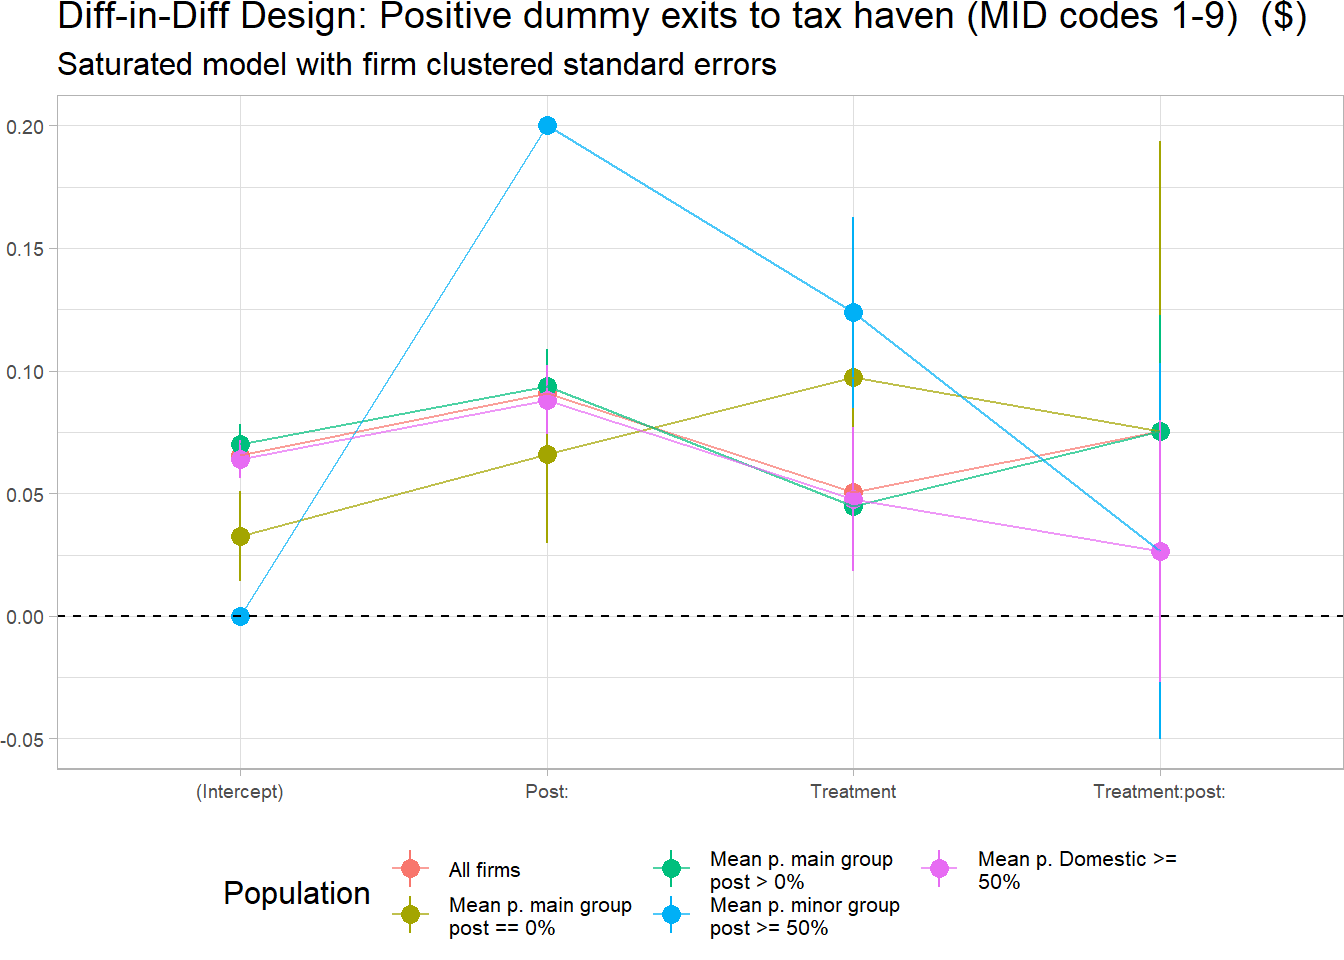 Diff-in-Diff Design: Positive dummy exits to tax haven (MID codes 1-9)  ($)
Saturated model with firm clustered standard errors
0.20
0.15
0.10
0.05
0.00
-0.05
(Intercept)
Post:
Treatment
Treatment:post:
Population
All firms
Mean p. main group
post == 0%
Mean p. main group
post > 0%
Mean p. minor group
post >= 50%
Mean p. Domestic >=
50%